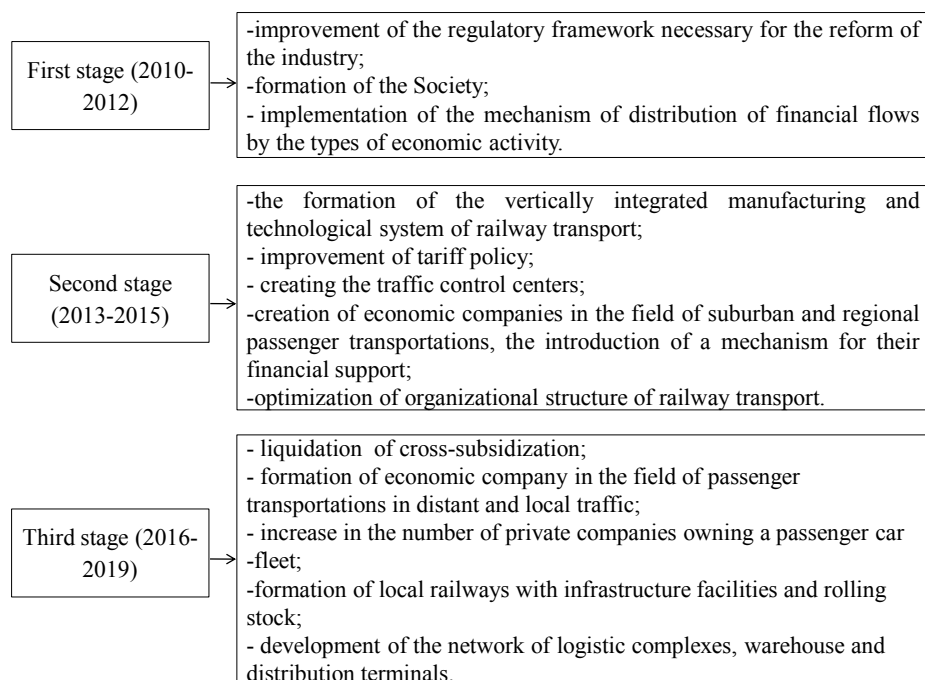 First stage (2010-
2012)
-improvement of the regulatory framework necessary for the reform of
the industry;
-formation of the Society;
- implementation of the mechanism of distribution of financial flows
by the types of economic activity.
Second stage
(2013-2015)
-the formation of the vertically integrated manufacturing and
technological system of railway transport;
- improvement of tariff policy;
- creating the traffic control centers;
-creation of economic companies in the field of suburban and regional
passenger transportations, the introduction of a mechanism for their
financial support;
-optimization of organizational structure of railway transport.
Third stage (2016-
2019)
- liquidation of cross-subsidization;
- formation of economic company in the field of passenger
transportations in distant and local traffic;
- increase in the number of private companies owning a passenger car
-fleet;
-formation of local railways with infrastructure facilities and rolling
stock;
- development of the network of logistic complexes, warehouse and
distribution terminals.